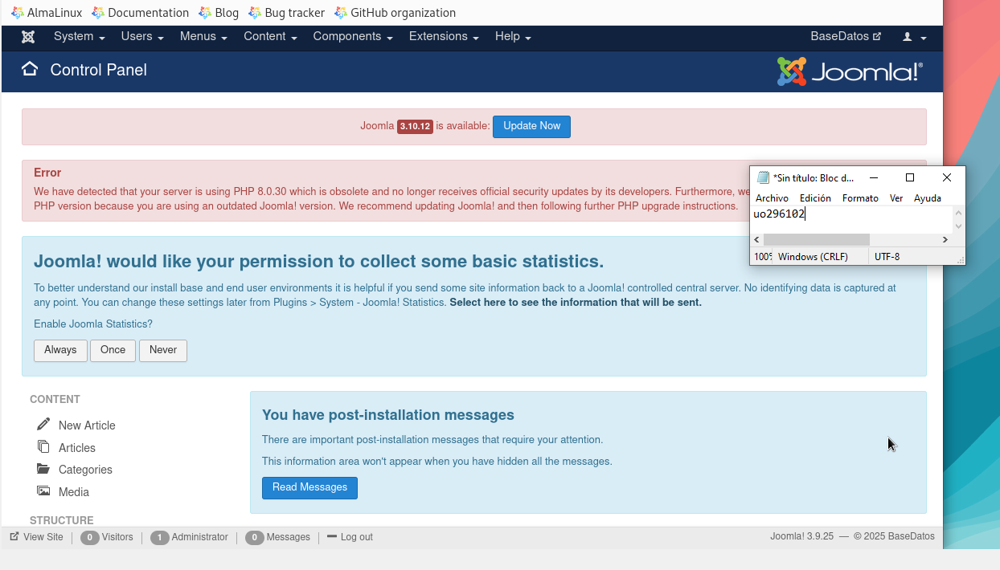 AlmaLinux Documentation Blog Bug tracker GitHub organization
System Users Menus Content Components Extensions Help BaseDatos
Control Panel Joomla!®
Joomla 3.10.12 is available: Update Now
Error
We have detected that your server is using PHP 8.0.30 which is obsolete and no longer receives official security updates by its developers. Furthermore, we
PHP version because you are using an outdated Joomla! version. We recommend updating Joomla! and then following further PHP upgrade instructions.
*Sin título: Bloc d...
Archivo Edición Formato Ver Ayuda
uo296102
100% Windows (CRLF) UTF-8
Joomla! would like your permission to collect some basic statistics.
To better understand our install base and end user environments it is helpful if you send some site information back to a Joomla! controlled central server. No identifying data is captured at
any point. You can change these settings later from Plugins > System - Joomla! Statistics. Select here to see the information that will be sent.
Enable Joomla Statistics?
Always Once Never
CONTENT
New Article
Articles
Categories
Media
STRUCTURE
You have post-installation messages
There are important post-installation messages that require your attention.
This information area won't appear when you have hidden all the messages.
Read Messages
View Site 0 Visitors 1 Administrator 0 Messages Log out Joomla! 3.9.25 — © 2025 BaseDatos